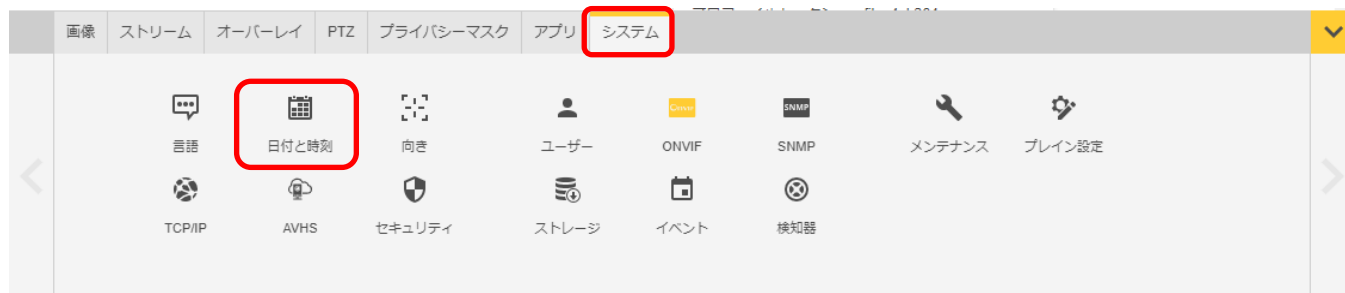 画像 ストリーム オーバーレイ PTZ プライバシーマスク アプリ システム
言語 日付と時刻 向き ユーザー ONVIF SNMP メンテナンス プレイン設定
TCP/IP AVHS セキュリティ ストレージ イベント 検知器